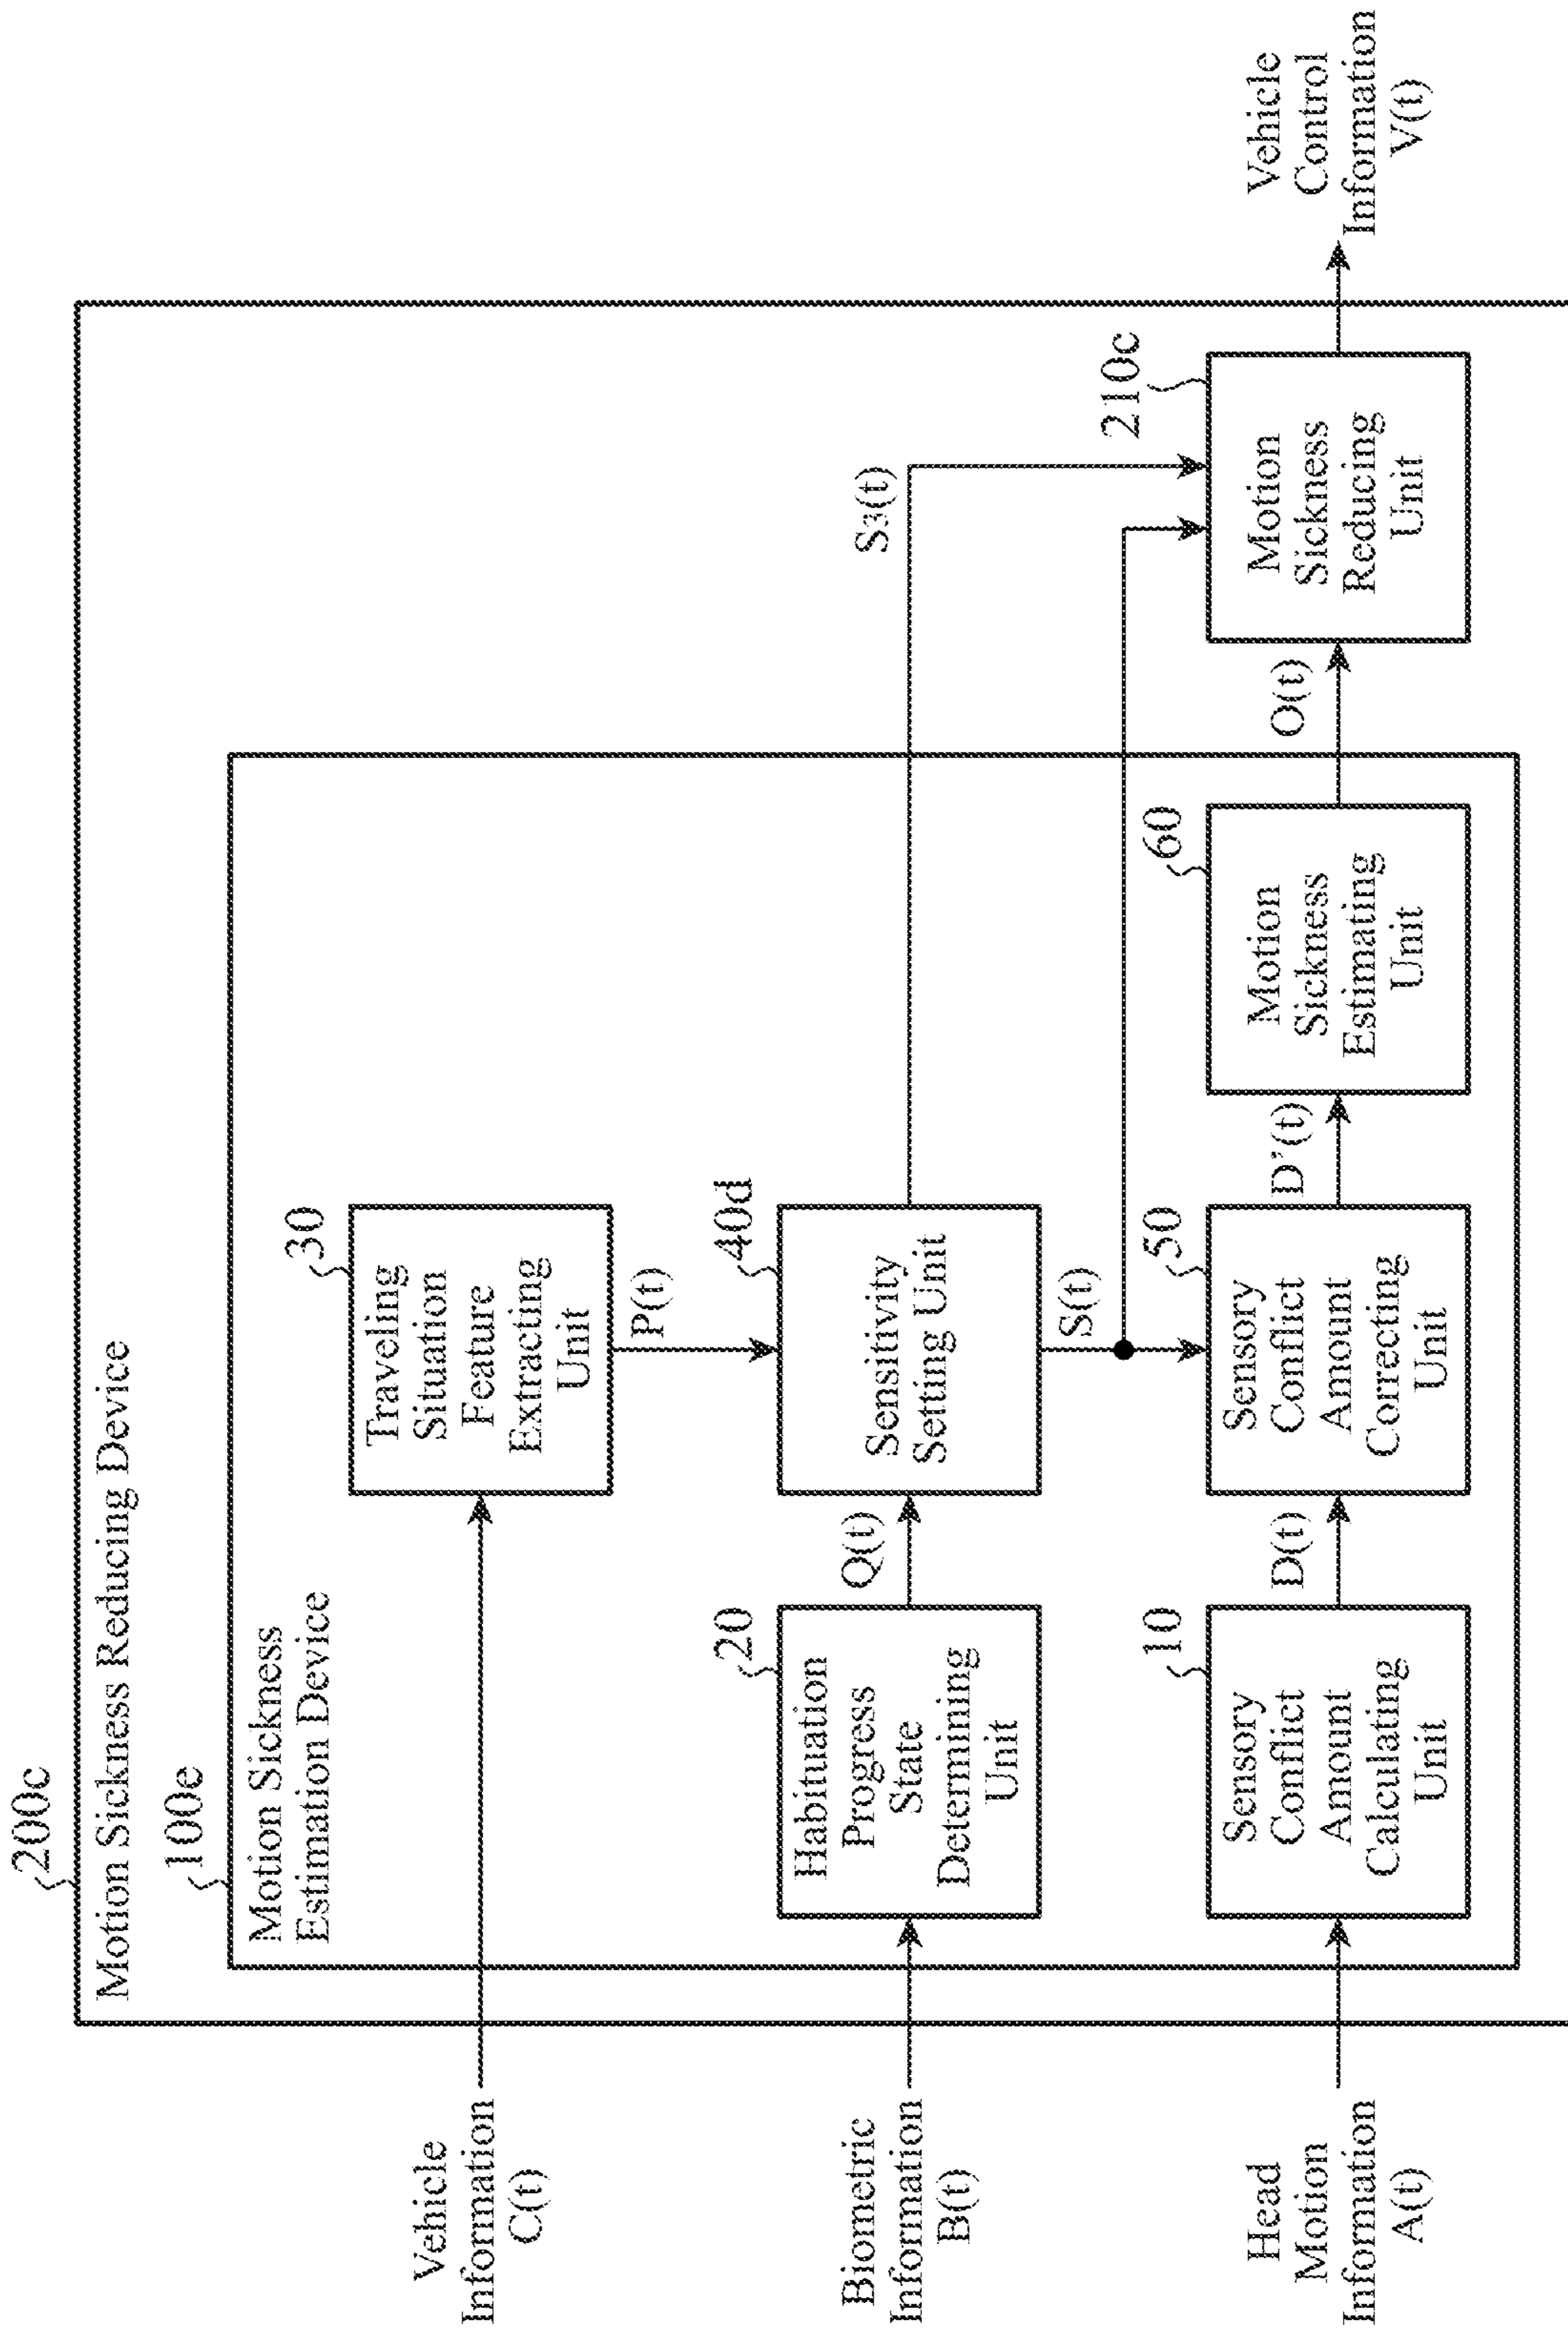 200c
Motion Sickness Reducing Device
100e
Motion Sickness
Estimation Device
Vehicle
Information
C(t)
30
Traveling
Situation
Feature
Extracting
Unit
P(t)
Biometric
Information
B(t)
20
Habituation
Progress
State
Determining
Unit
Q(t)
40d
Sensitivity
Setting Unit
S3(t)
S(t)
Head
Motion
Information
A(t)
10
Sensory
Conflict
Amount
Calculating
Unit
D(t)
50
Sensory
Conflict
Amount
Correcting
Unit
D'(t)
60
Motion
Sickness
Estimating
Unit
O(t)
210c
Motion
Sickness
Reducing
Unit
Vehicle
Control
Information
V(t)